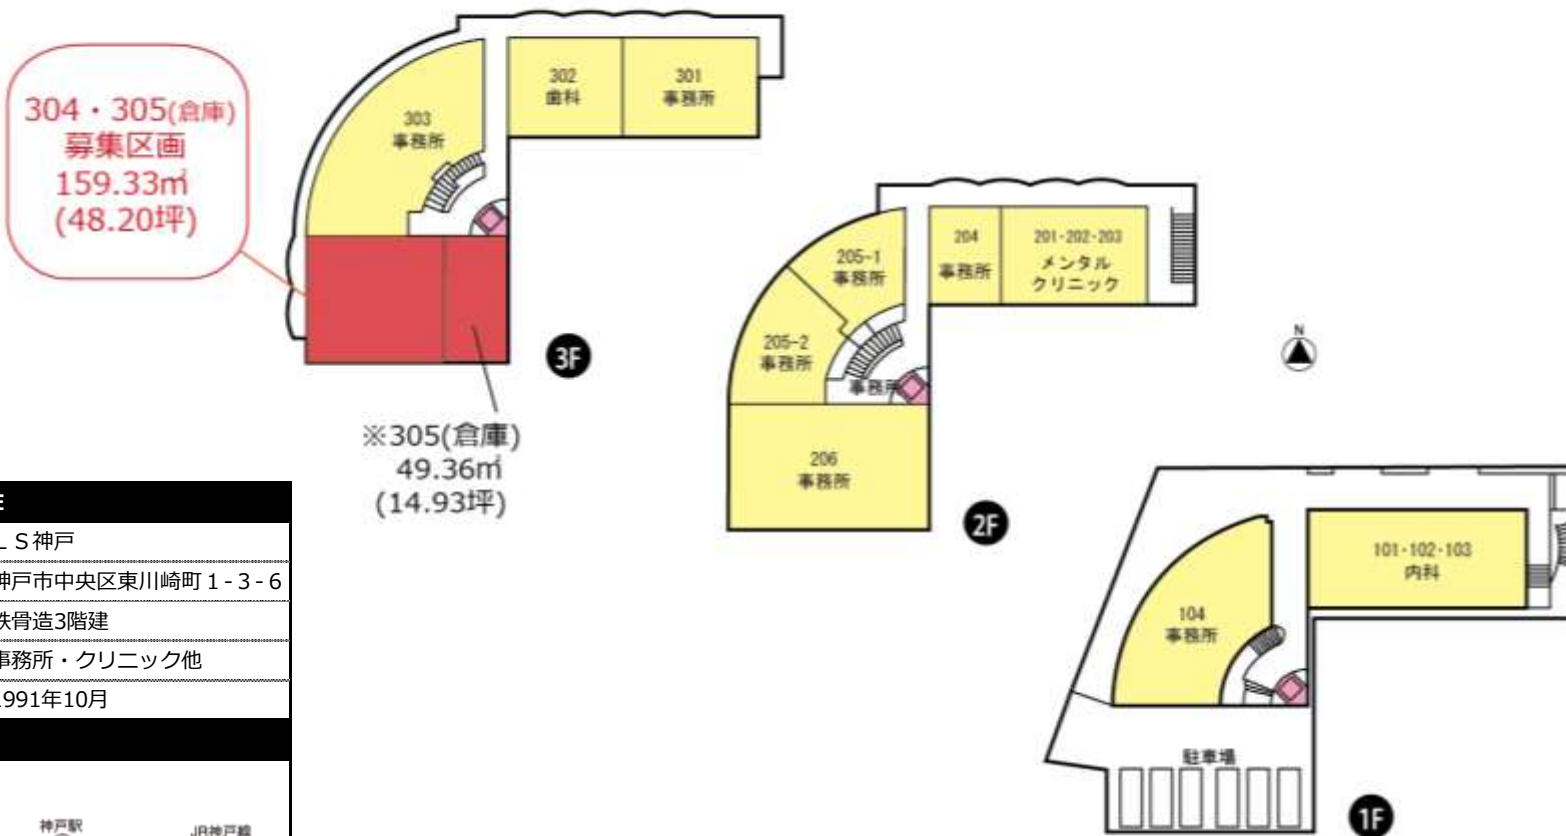 304・305(倉庫)
募集区画
159.33㎡
(48.20坪)
303
事務所
302
歯科
301
事務所
3F
※305(倉庫)
49.36㎡
(14.93坪)
205-1
事務所
204
事務所
201・202・203
メンタル
クリニック
205-2
事務所
事務所
206
事務所
2F
N
101・102・103
内科
104
事務所
駐車場
1F
ＬＳ神戸
神戸市中央区東川崎町１-３-６
鉄骨造3階建
事務所・クリニック他
1991年10月
神戸駅
JR神戸線